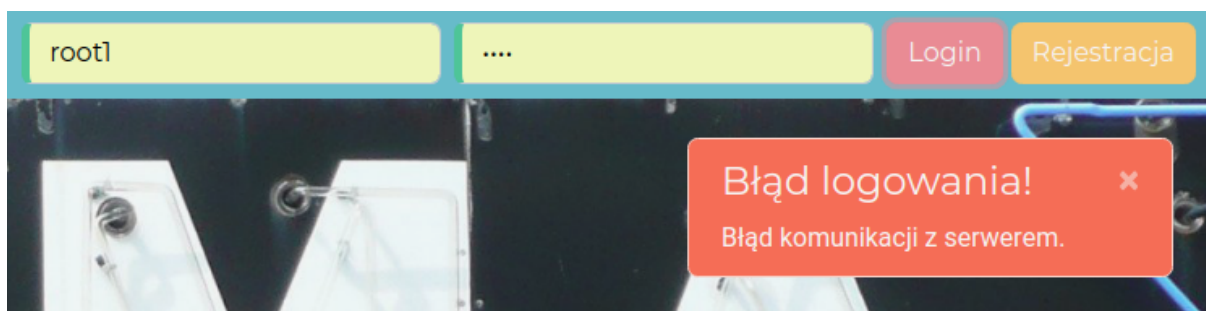 root1
••••
Login
Rejestracja
Błąd logowania!
×
Błąd komunikacji z serwerem.